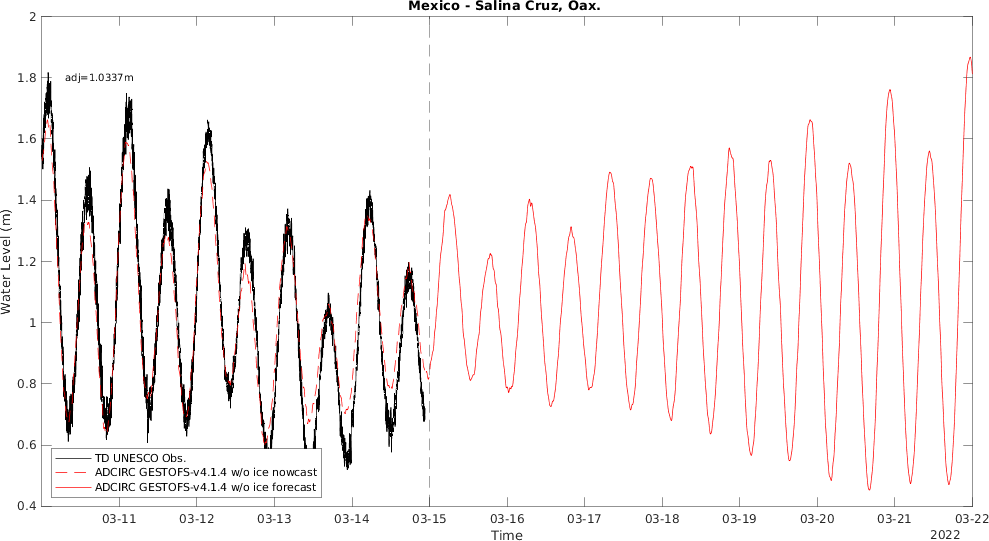 Mexico - Salina Cruz, Oax.
2
adj=1.0337m
1.8
1.6
1.4
1.2
1
0.8
0.6
0.4
Water Level (m)
TD UNESCO Obs.
ADCIRC GESTOFS-v4.1.4 w/o ice nowcast
ADCIRC GESTOFS-v4.1.4 w/o ice forecast
03-11 03-12 03-13 03-14 03-15 03-16 03-17 03-18 03-19 03-20 03-21 03-22
Time
2022